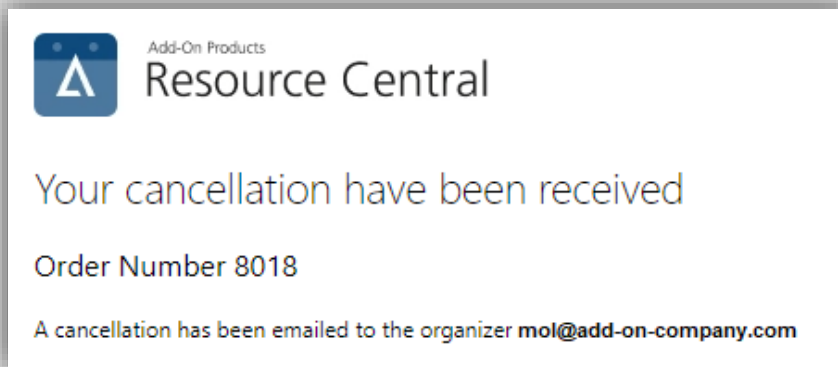 Add-On Products
Resource Central
Your cancellation have been received
Order Number 8018
A cancellation has been emailed to the organizer mol@add-on-company.com